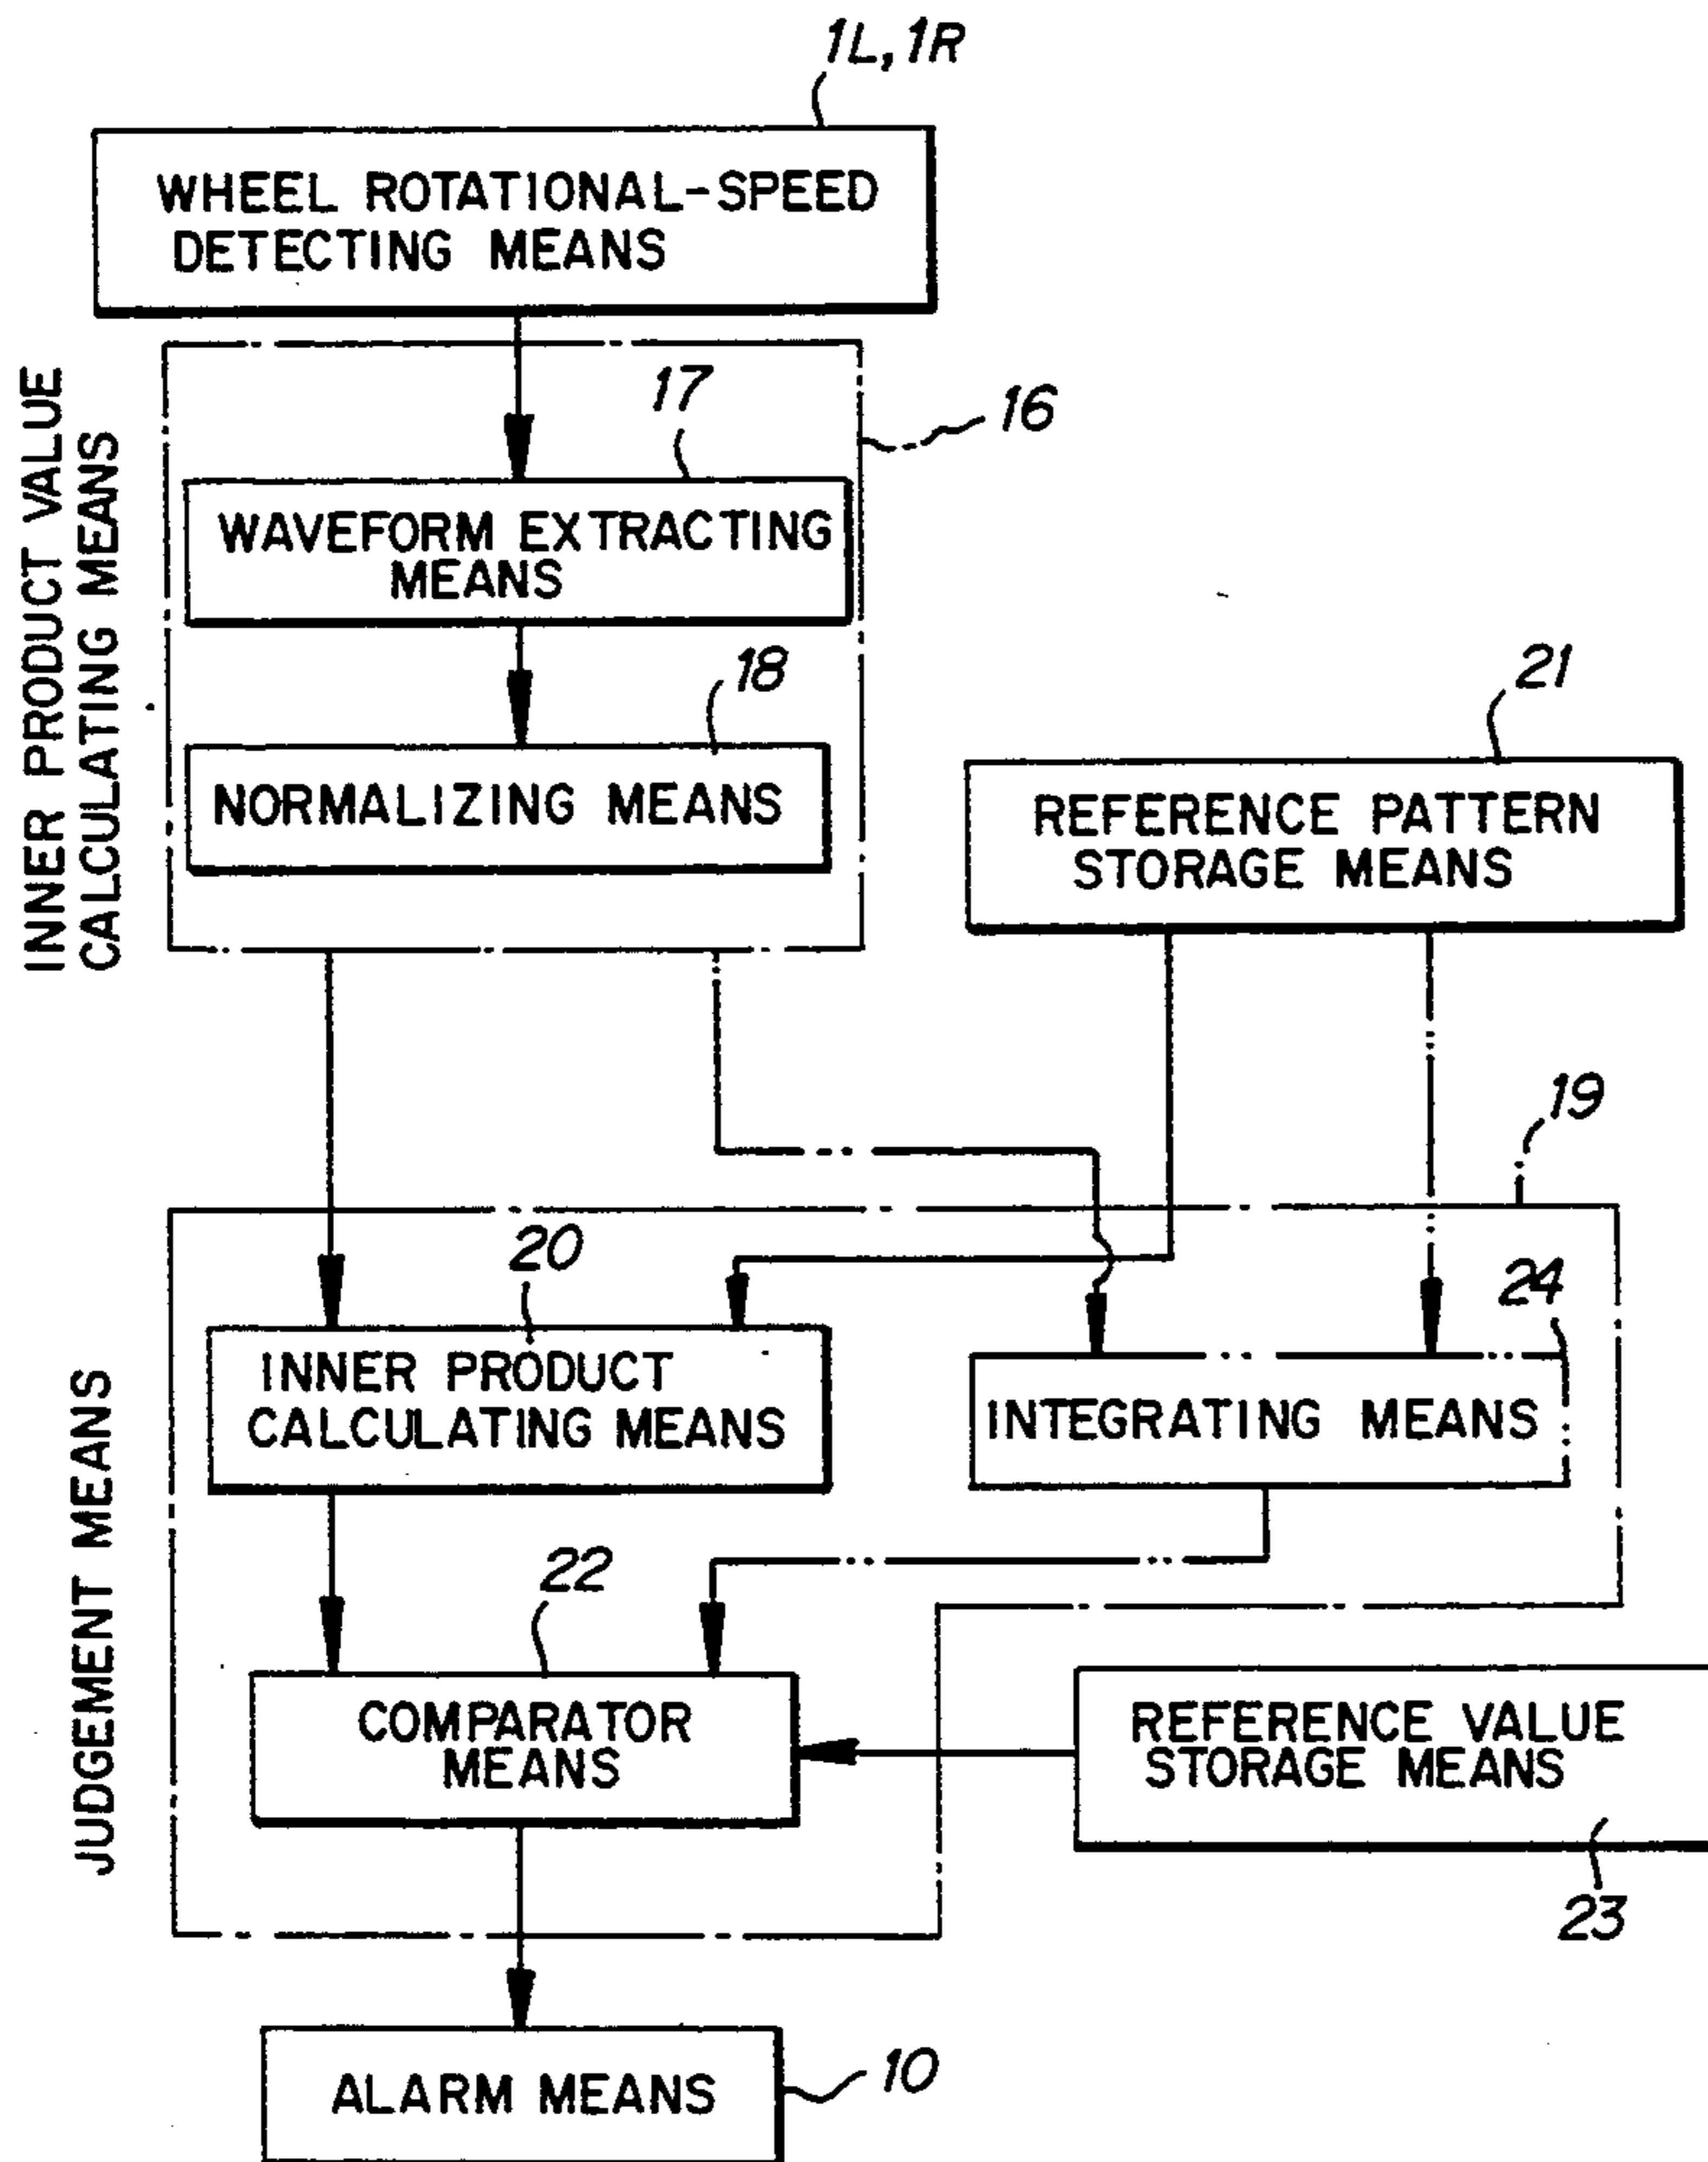 1L, 1R
WHEEL ROTATIONAL-SPEED
DETECTING MEANS
INNER PRODUCT VALUE
CALCULATING MEANS
16
17
WAVEFORM EXTRACTING
MEANS
18
NORMALIZING MEANS
21
REFERENCE PATTERN
STORAGE MEANS
19
JUDGEMENT MEANS
20
INNER PRODUCT
CALCULATING MEANS
24
INTEGRATING MEANS
22
COMPARATOR
MEANS
REFERENCE VALUE
STORAGE MEANS
23
ALARM MEANS
10